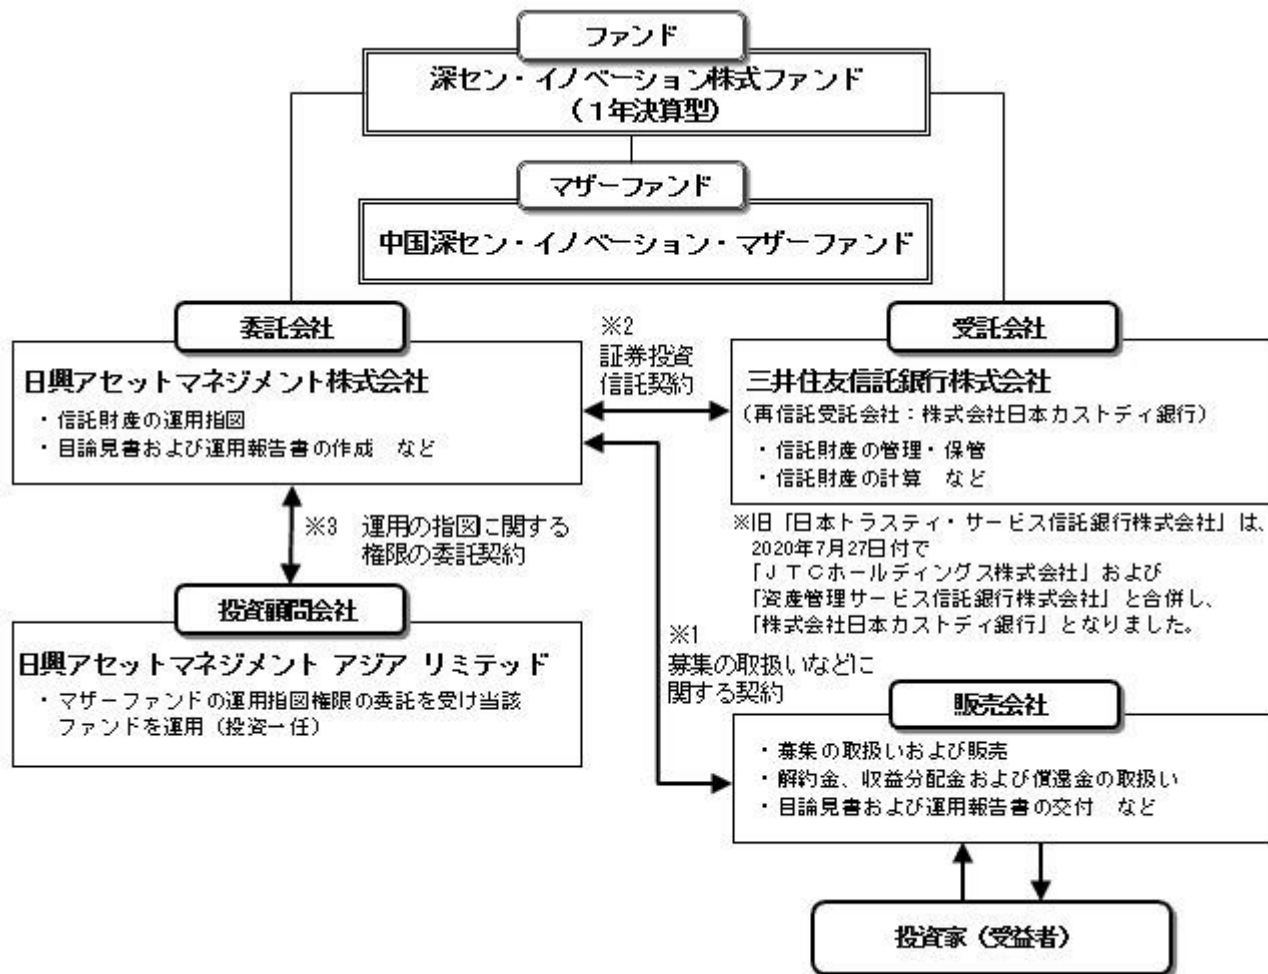 ファンド
深セン・イノベーション株式ファンド
(1年決算型)
マザーファンド
中国深セン・イノベーション・マザーファンド
委託会社
日興アセットマネジメント株式会社
・信託財産の運用指図
・目論見書および運用報告書の作成 など
※2
証券投資
信託契約
受託会社
三井住友信託銀行株式会社
(再信託受託会社:株式会社日本カストディ銀行)
・信託財産の管理・保管
・信託財産の計算 など
※旧「日本トラスティ・サービス信託銀行株式会社」は、
2020年7月27日付で
「JTCホールディングス株式会社」および
「資産管理サービス信託銀行株式会社」と合併し、
「株式会社日本カストディ銀行」となりました。
※3 運用の指図に関する
権限の委託契約
投資顧問会社
日興アセットマネジメント アジア リミテッド
・マザーファンドの運用指図権限の委託を受け当該
ファンドを運用(投資一任)
※1
募集の取扱いなどに
関する契約
販売会社
・募集の取扱いおよび販売
・解約金、収益分配金および償還金の取扱い
・目論見書および運用報告書の交付 など
投資家(受益者)